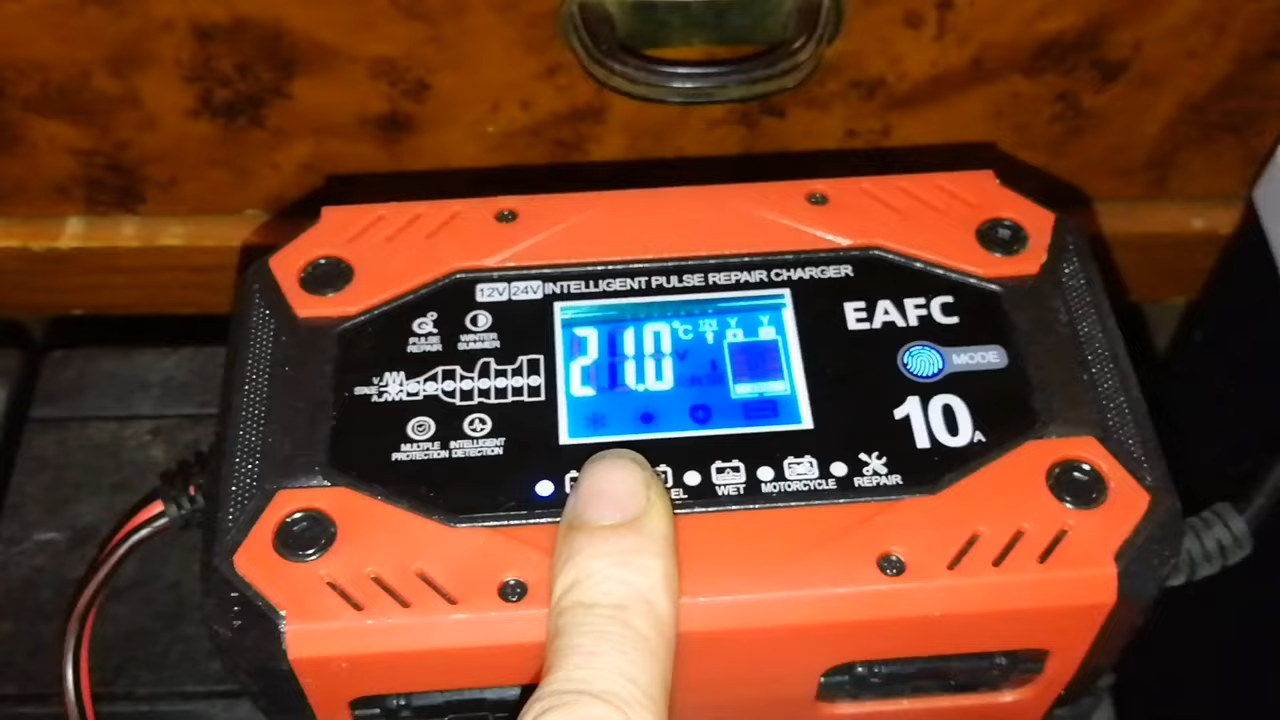 12V 24V INTELLIGENT PULSE REPAIR CHARGER
EAFC
PULSE REPAIR
WINTER SUMMER
21.0 °C
MODE
10A
V
A
MULTPLE PROTECTION
INTELLIGENT DETECTION
WET
MOTORCYCLE
REPAIR